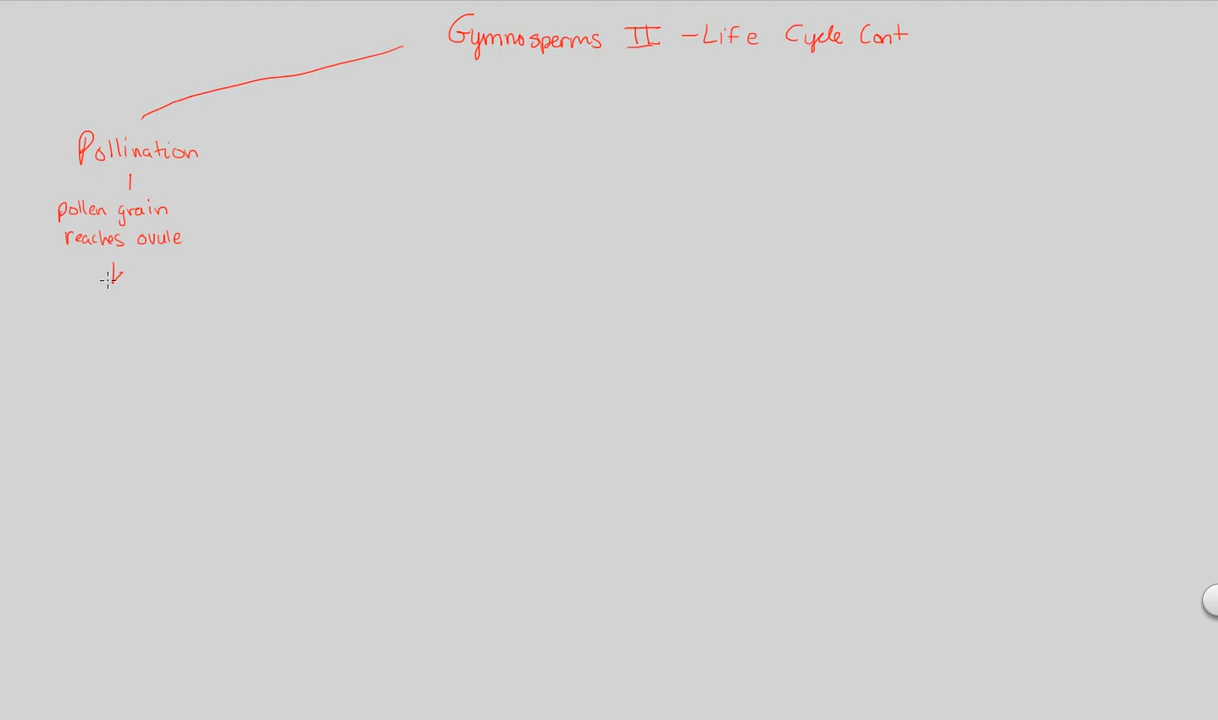 Gymnosperms II - Life Cycle Cont
Pollination
pollen grain
reaches ovule